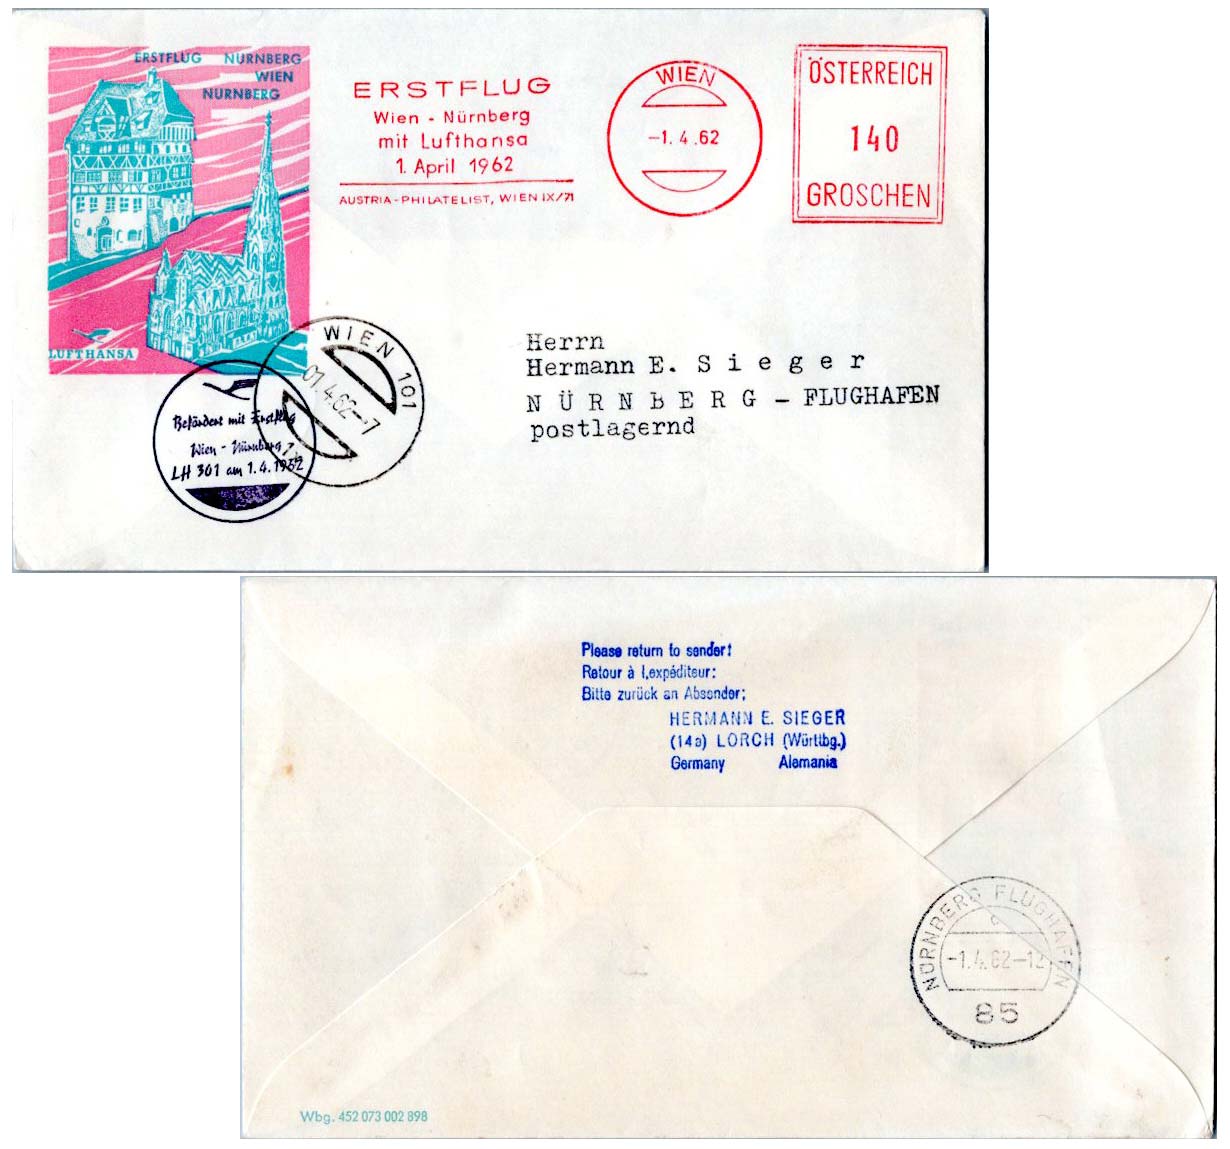 ERSTFLUG NÜRNBERG
WIEN
NÜRNBERG
LUFTHANSA
ERSTFLUG
Wien - Nürnberg
mit Lufthansa
1. April 1962
AUSTRIA-PHILATELIST, WIEN IX/71
WIEN
-1.4.62
ÖSTERREICH
140
GROSCHEN
WIEN 101
01.4.62--7
Befördert mit Erstflug
Wien - Nürnberg
LH 301 am 1.4.1962
Herrn
Hermann E. Sieger
NÜRNBERG - FLUGHAFEN
postlagernd
Please return to sender!
Retour à l,expéditeur:
Bitte zurück an Absender:
HERMANN E. SIEGER
(14a) LORCH (Württbg.)
Germany Alemania
NÜRNBERG FLUGHAFEN
-1.4.62-12
85
Wbg. 452 073 002 898